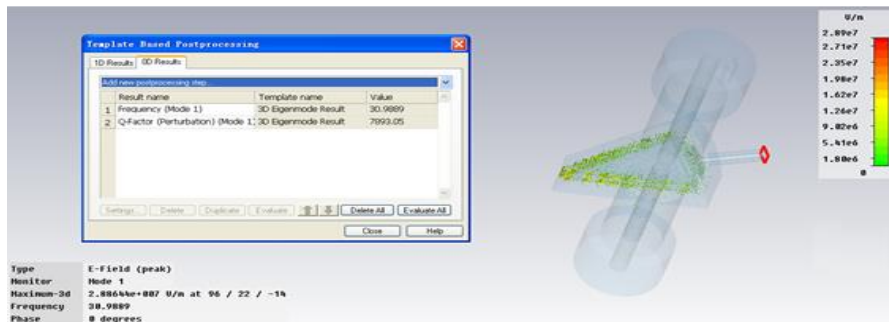 Template Based Postprocessing
1D Results 0D Results
Add new postprocessing step...
Result name Template name Value
1 Frequency (Mode 1) 3D Eigenmode Result 30.9889
2 Q-Factor (Perturbation) (Mode 1) 3D Eigenmode Result 7893.05
Settings... Delete Duplicate Evaluate Delete All Evaluate All
Close Help
V/m
2.89e7
2.71e7
2.35e7
1.98e7
1.62e7
1.26e7
9.02e6
5.41e6
1.80e6
0
Type E-Field (peak)
Monitor Mode 1
Maximum-3d 2.88644e+007 V/m at 96 / 22 / -14
Frequency 30.9889
Phase 0 degrees